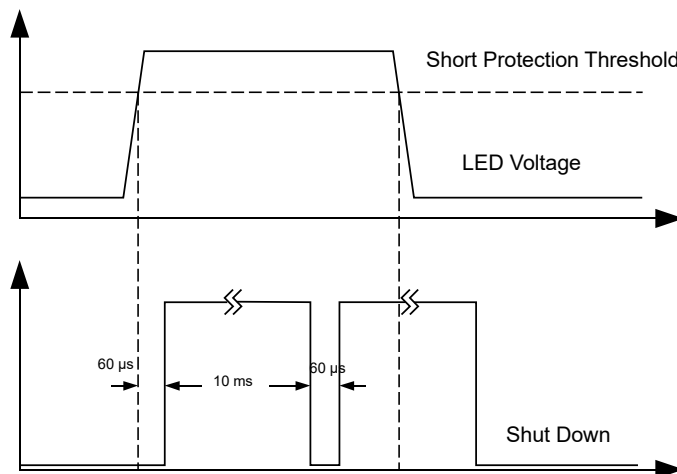 Short Protection Threshold
LED Voltage
60 µs
10 ms
60 µs
Shut Down